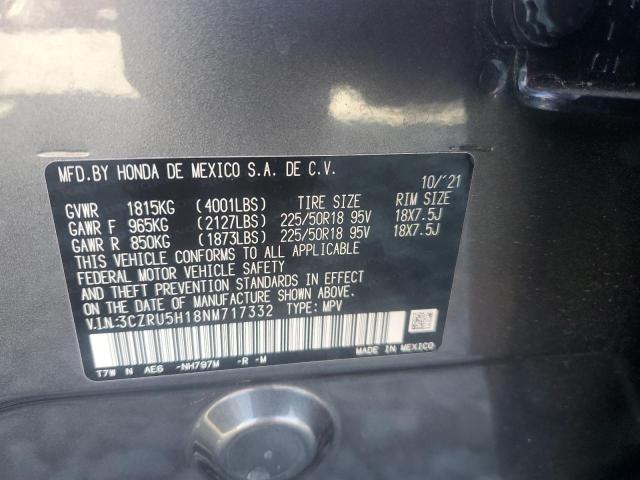 MFD.BY HONDA DE MEXICO S.A. DE C.V.
10/'21
GVWR 1815KG (4001LBS) TIRE SIZE RIM SIZE
GAWR F 965KG (2127LBS) 225/50R18 95V 18X7.5J
GAWR R 850KG (1873LBS) 225/50R18 95V 18X7.5J
THIS VEHICLE CONFORMS TO ALL APPLICABLE
FEDERAL MOTOR VEHICLE SAFETY
AND THEFT PREVENTION STANDARDS IN EFFECT
ON THE DATE OF MANUFACTURE SHOWN ABOVE.
V.I.N:3CZRU5H18NM717332 TYPE: MPV
T7W N AE6 -NH797M -R -M
MADE IN MEXICO